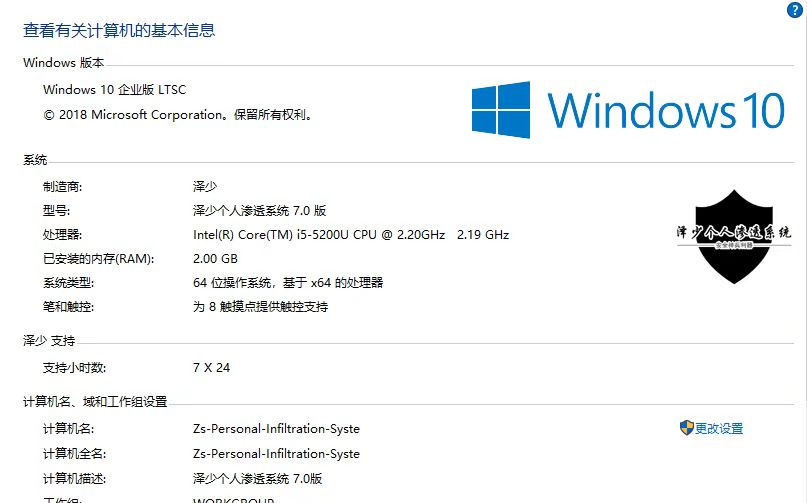 ?
查看有关计算机的基本信息
Windows 版本
Windows 10 企业版 LTSC
© 2018 Microsoft Corporation。保留所有权利。
Windows 10
系统
制造商: 泽少
型号: 泽少个人渗透系统 7.0 版
处理器: Intel(R) Core(TM) i5-5200U CPU @ 2.20GHz 2.19 GHz
已安装的内存(RAM): 2.00 GB
系统类型: 64 位操作系统，基于 x64 的处理器
笔和触控: 为 8 触摸点提供触控支持
泽少个人渗透系统
泽少 支持
支持小时数: 7 X 24
计算机名、域和工作组设置
计算机名: Zs-Personal-Infiltration-Syste
更改设置
计算机全名: Zs-Personal-Infiltration-Syste
计算机描述: 泽少个人渗透系统 7.0版
工作组: WORKGROUP